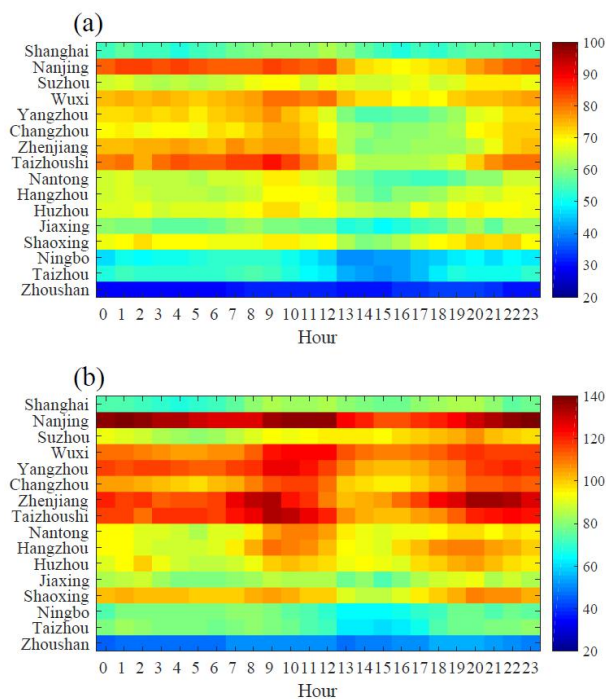 (a)
Shanghai
Nanjing
Suzhou
Wuxi
Yangzhou
Changzhou
Zhenjiang
Taizhoushi
Nantong
Hangzhou
Huzhou
Jiaxing
Shaoxing
Ningbo
Taizhou
Zhoushan
0 1 2 3 4 5 6 7 8 9 10 11 12 13 14 15 16 17 18 19 20 21 22 23
Hour
100
90
80
70
60
50
40
30
20
(b)
Shanghai
Nanjing
Suzhou
Wuxi
Yangzhou
Changzhou
Zhenjiang
Taizhoushi
Nantong
Hangzhou
Huzhou
Jiaxing
Shaoxing
Ningbo
Taizhou
Zhoushan
0 1 2 3 4 5 6 7 8 9 10 11 12 13 14 15 16 17 18 19 20 21 22 23
Hour
140
120
100
80
60
40
20